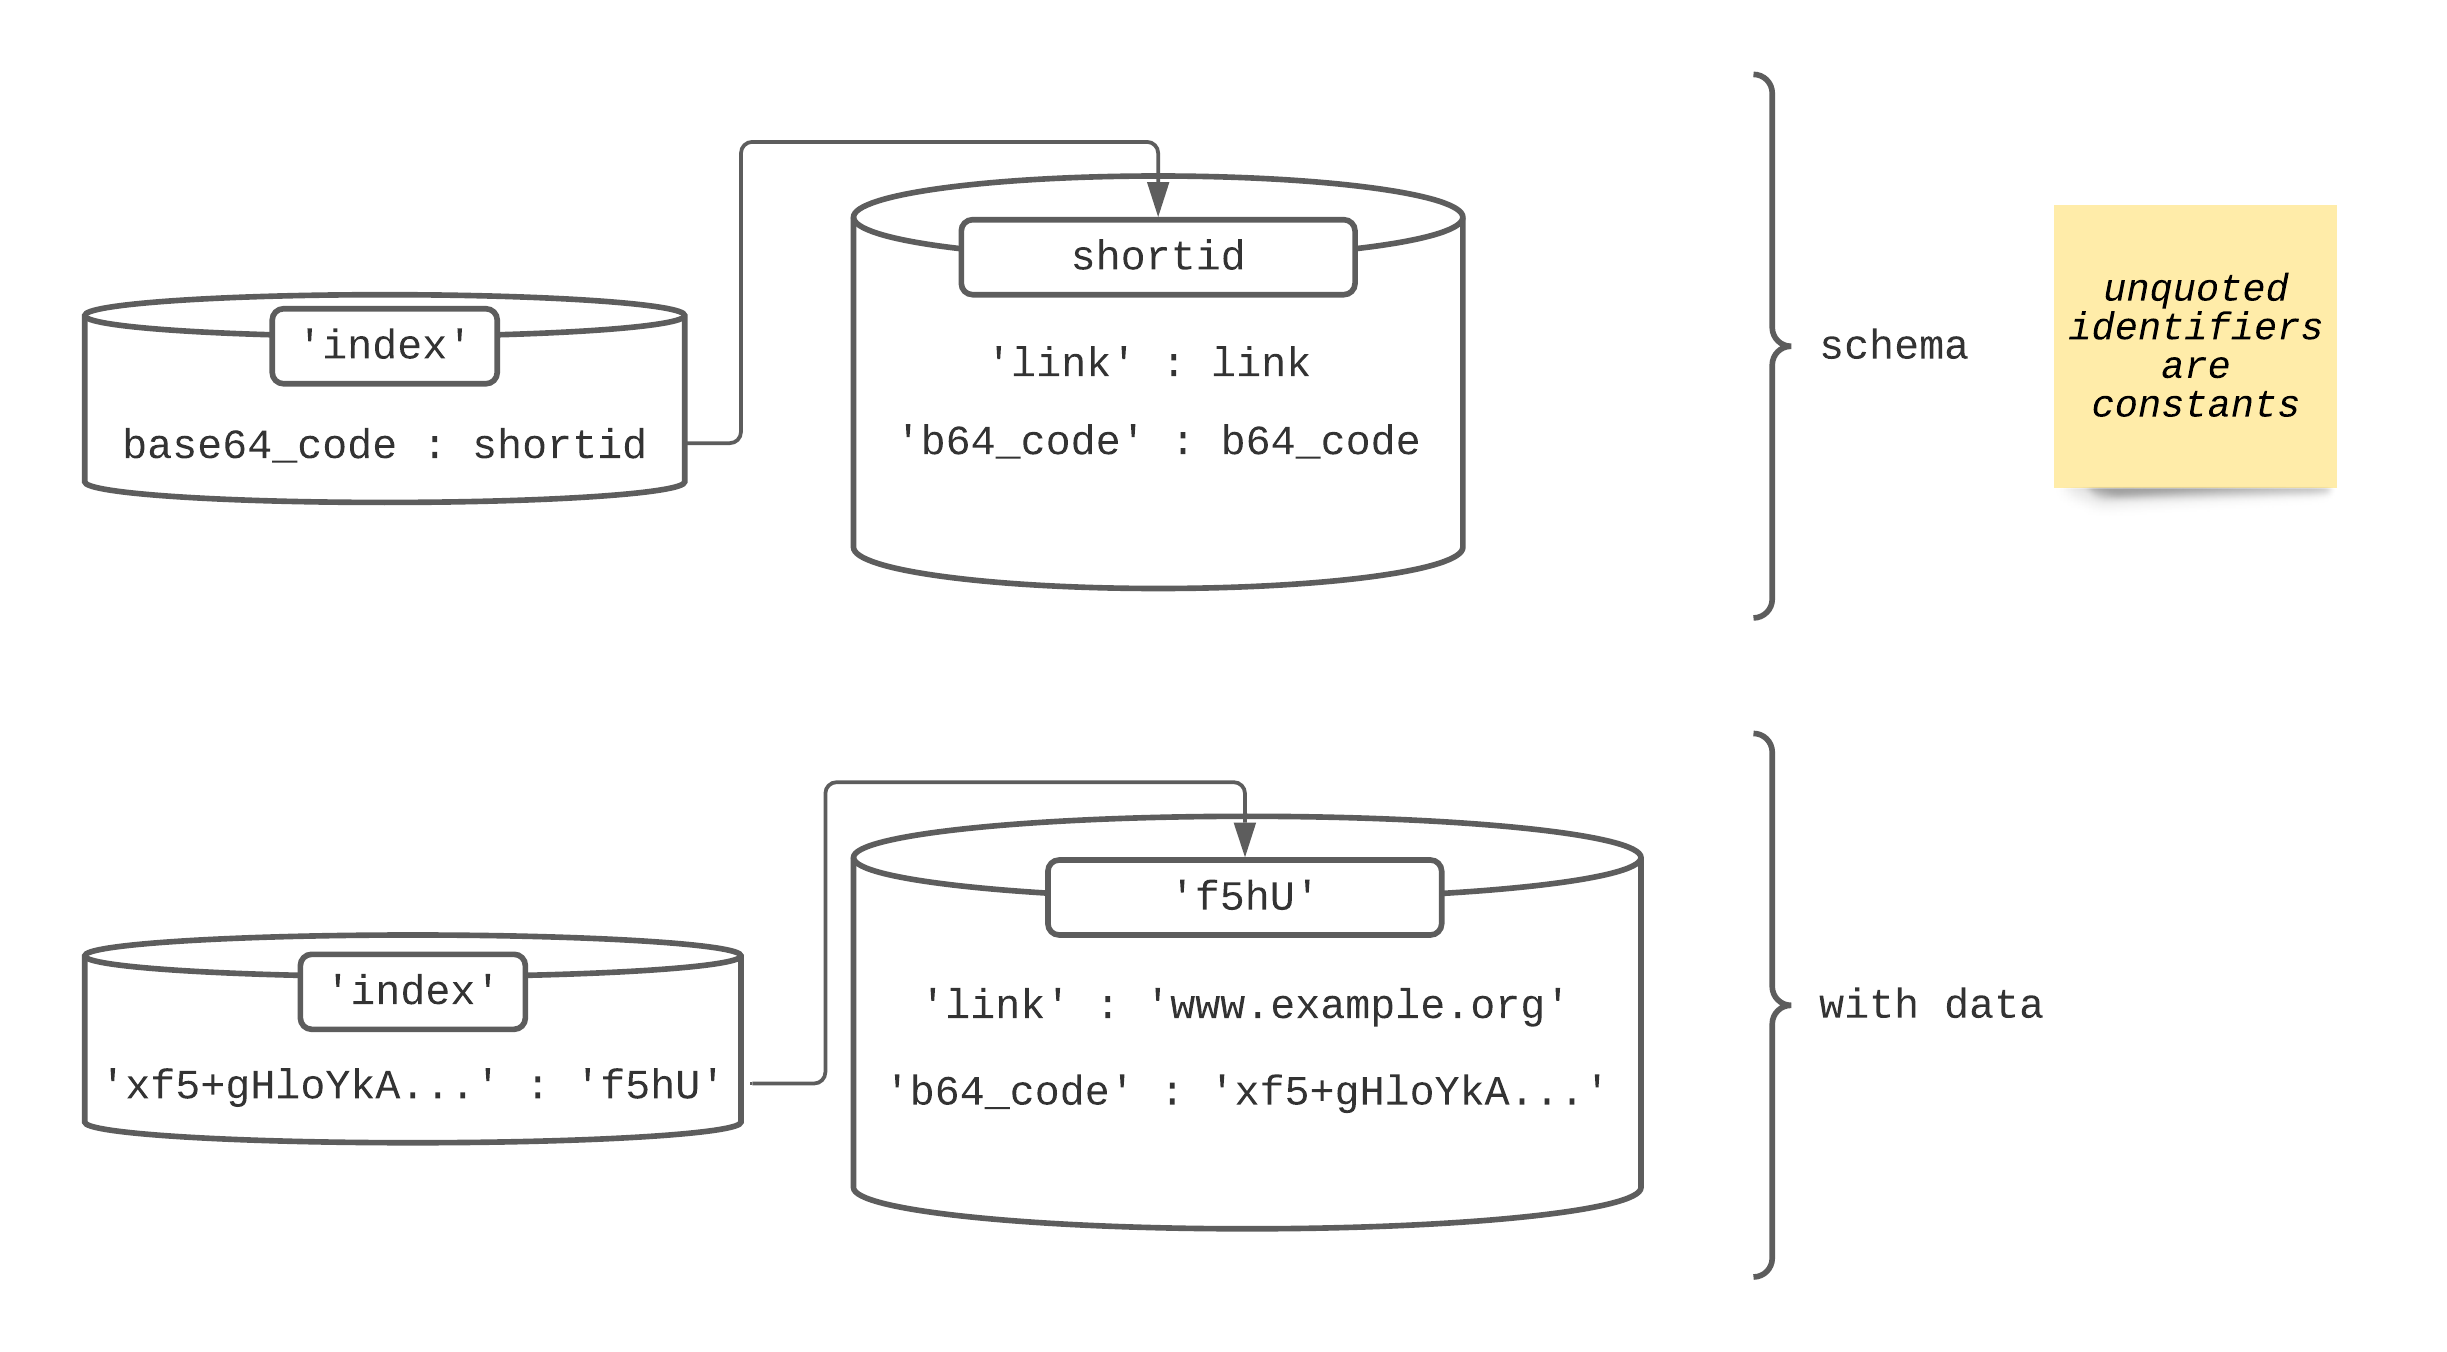 shortid
'index'
'link' : link
base64_code : shortid
'b64_code' : b64_code
schema
unquoted
identifiers
are
constants
'f5hU'
'index'
'link' : 'www.example.org'
'xf5+gHloYkA...' : 'f5hU'
'b64_code' : 'xf5+gHloYkA...'
with data